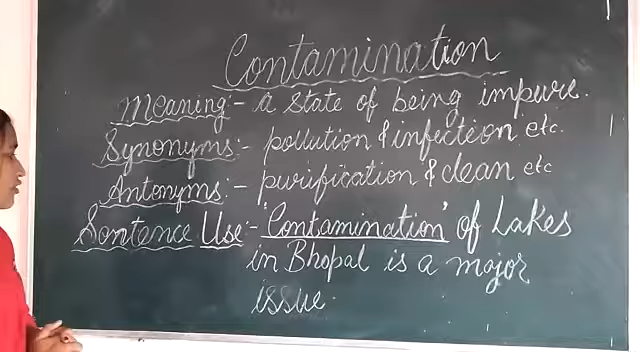 Contamination
Meaning:- a state of being impure.
Synonyms:- pollution & infection etc.
Antonyms:- purification & clean etc
Sentence Use:- 'Contamination' of Lakes
in Bhopal is a major
issue.